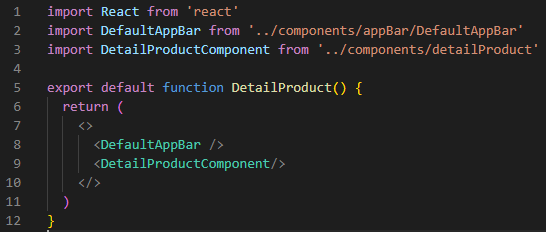 1 import React from 'react'
2 import DefaultAppBar from '../components/appBar/DefaultAppBar'
3 import DetailProductComponent from '../components/detailProduct'
4
5 export default function DetailProduct() {
6   return (
7     <>
8       <DefaultAppBar />
9       <DetailProductComponent/>
10     </>
11   )
12 }